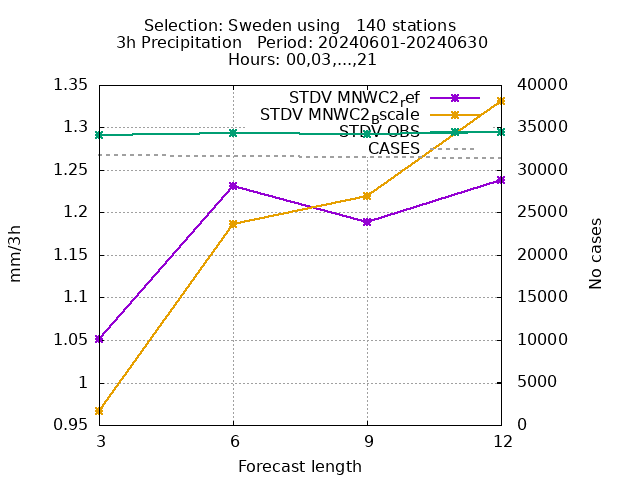 Selection: Sweden using   140 stations
3h Precipitation   Period: 20240601-20240630
Hours: 00,03,...,21
STDV MNWC2ref
STDV MNWC2Bscale
STDV OBS
CASES
1.35
1.3
1.25
1.2
1.15
1.1
1.05
1
0.95
40000
35000
30000
25000
20000
15000
10000
5000
0
mm/3h
No cases
3 6 9 12
Forecast length